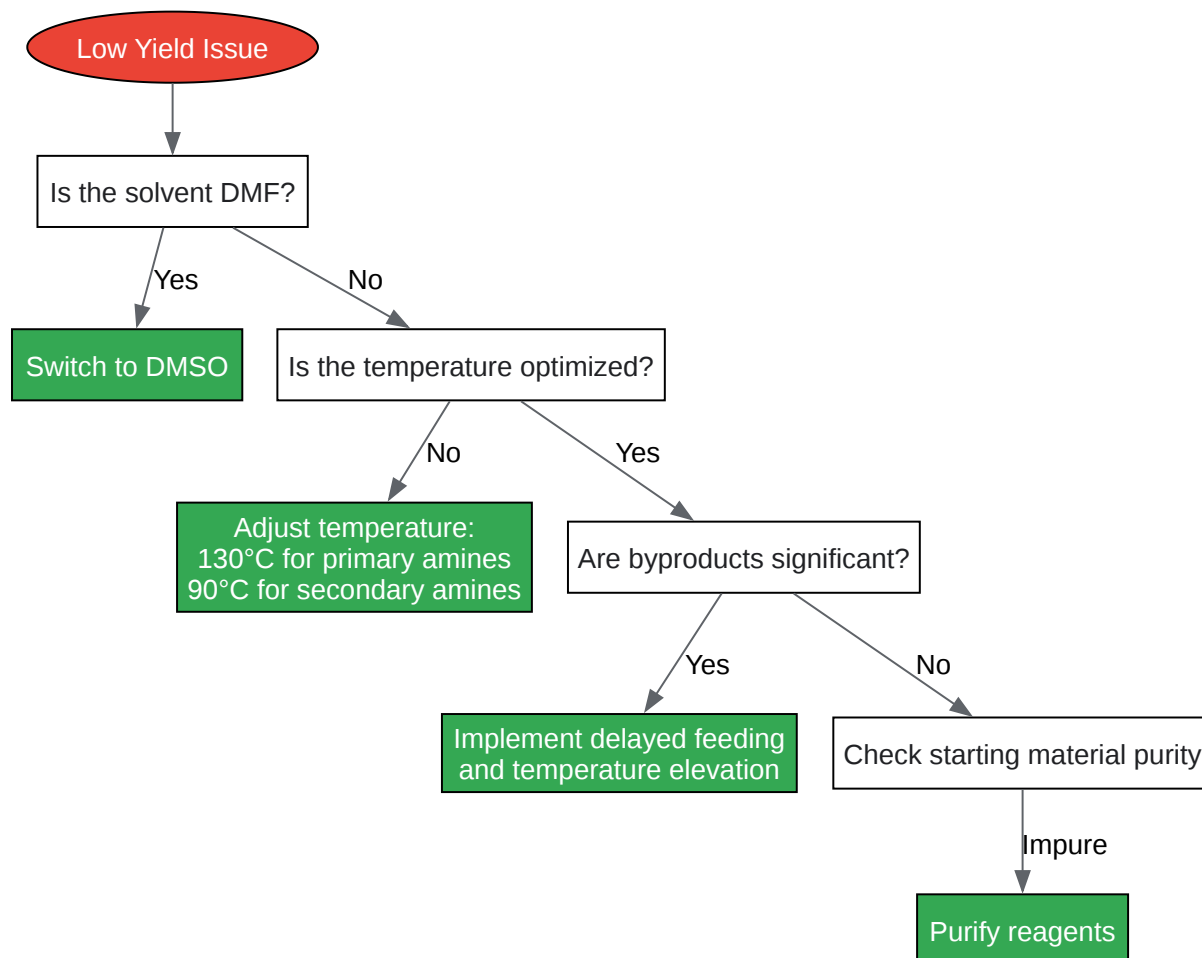 Low Yield Issue
Is the solvent DMF?
Yes
No
Switch to DMSO
Is the temperature optimized?
No
Yes
Adjust temperature:
130°C for primary amines
90°C for secondary amines
Are byproducts significant?
Yes
No
Implement delayed feeding
and temperature elevation
Check starting material purity
Impure
Purify reagents